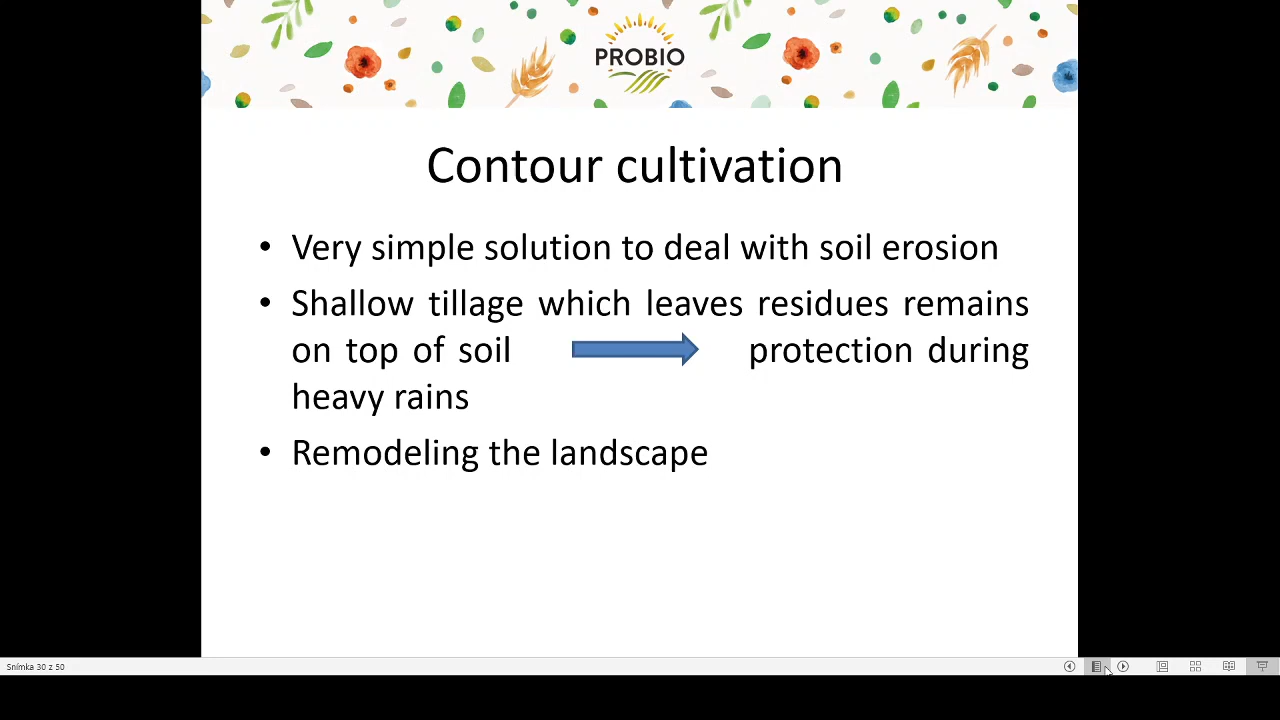 PROBIO
Contour cultivation
• Very simple solution to deal with soil erosion
• Shallow tillage which leaves residues remains
on top of soil protection during
heavy rains
• Remodeling the landscape
Snímka 30 z 50